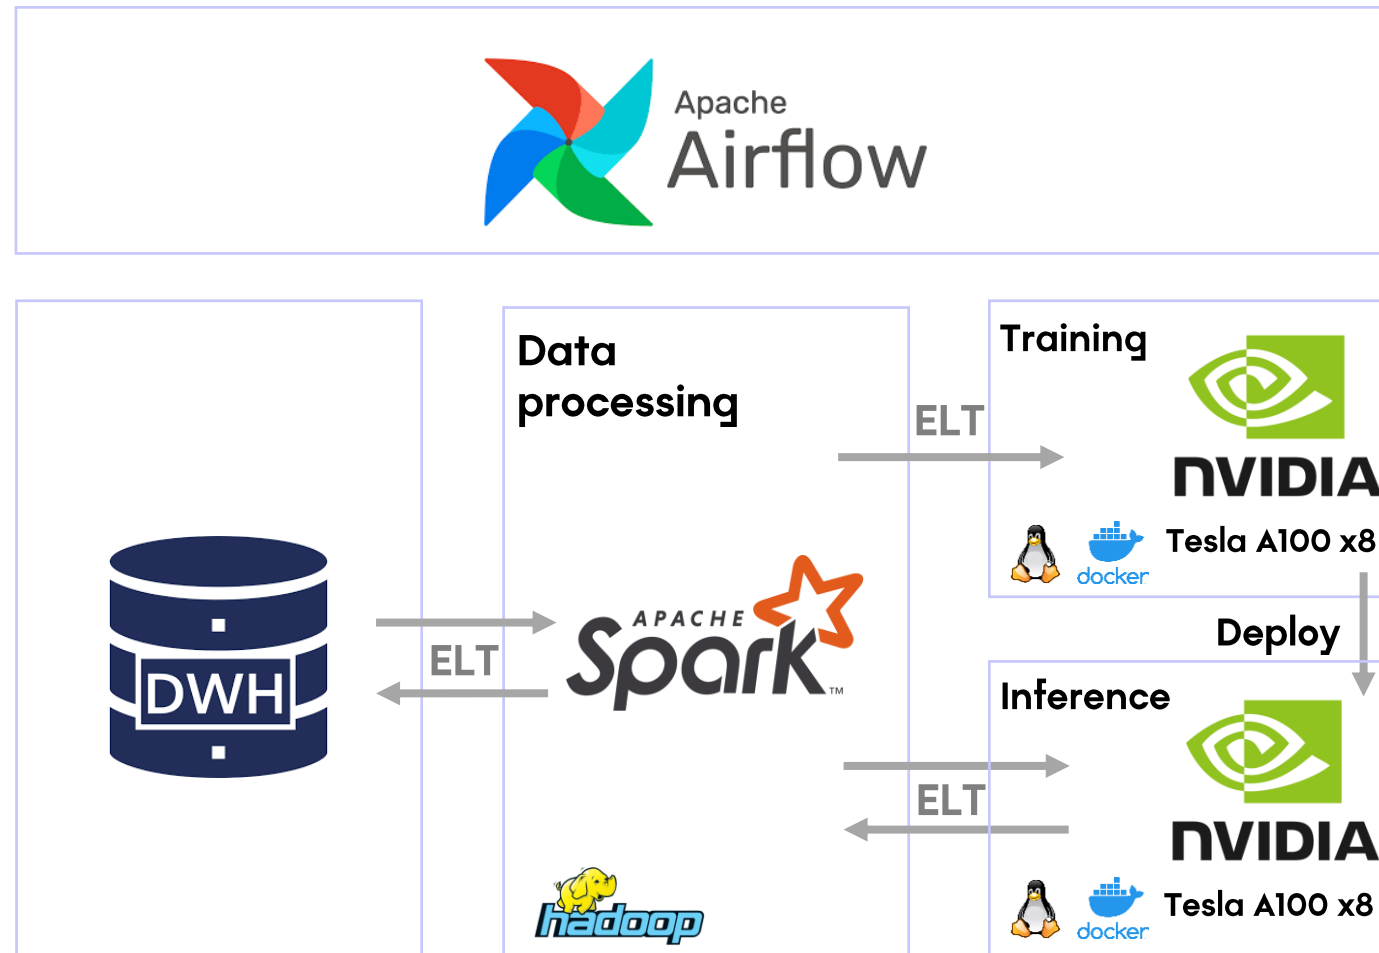 Apache
Airflow
Data
processing
Training
ELT
NVIDIA
Tesla A100 x8
docker
Deploy
APACHE
Spark™
ELT
DWH
Inference
ELT
NVIDIA
Tesla A100 x8
docker
hadoop